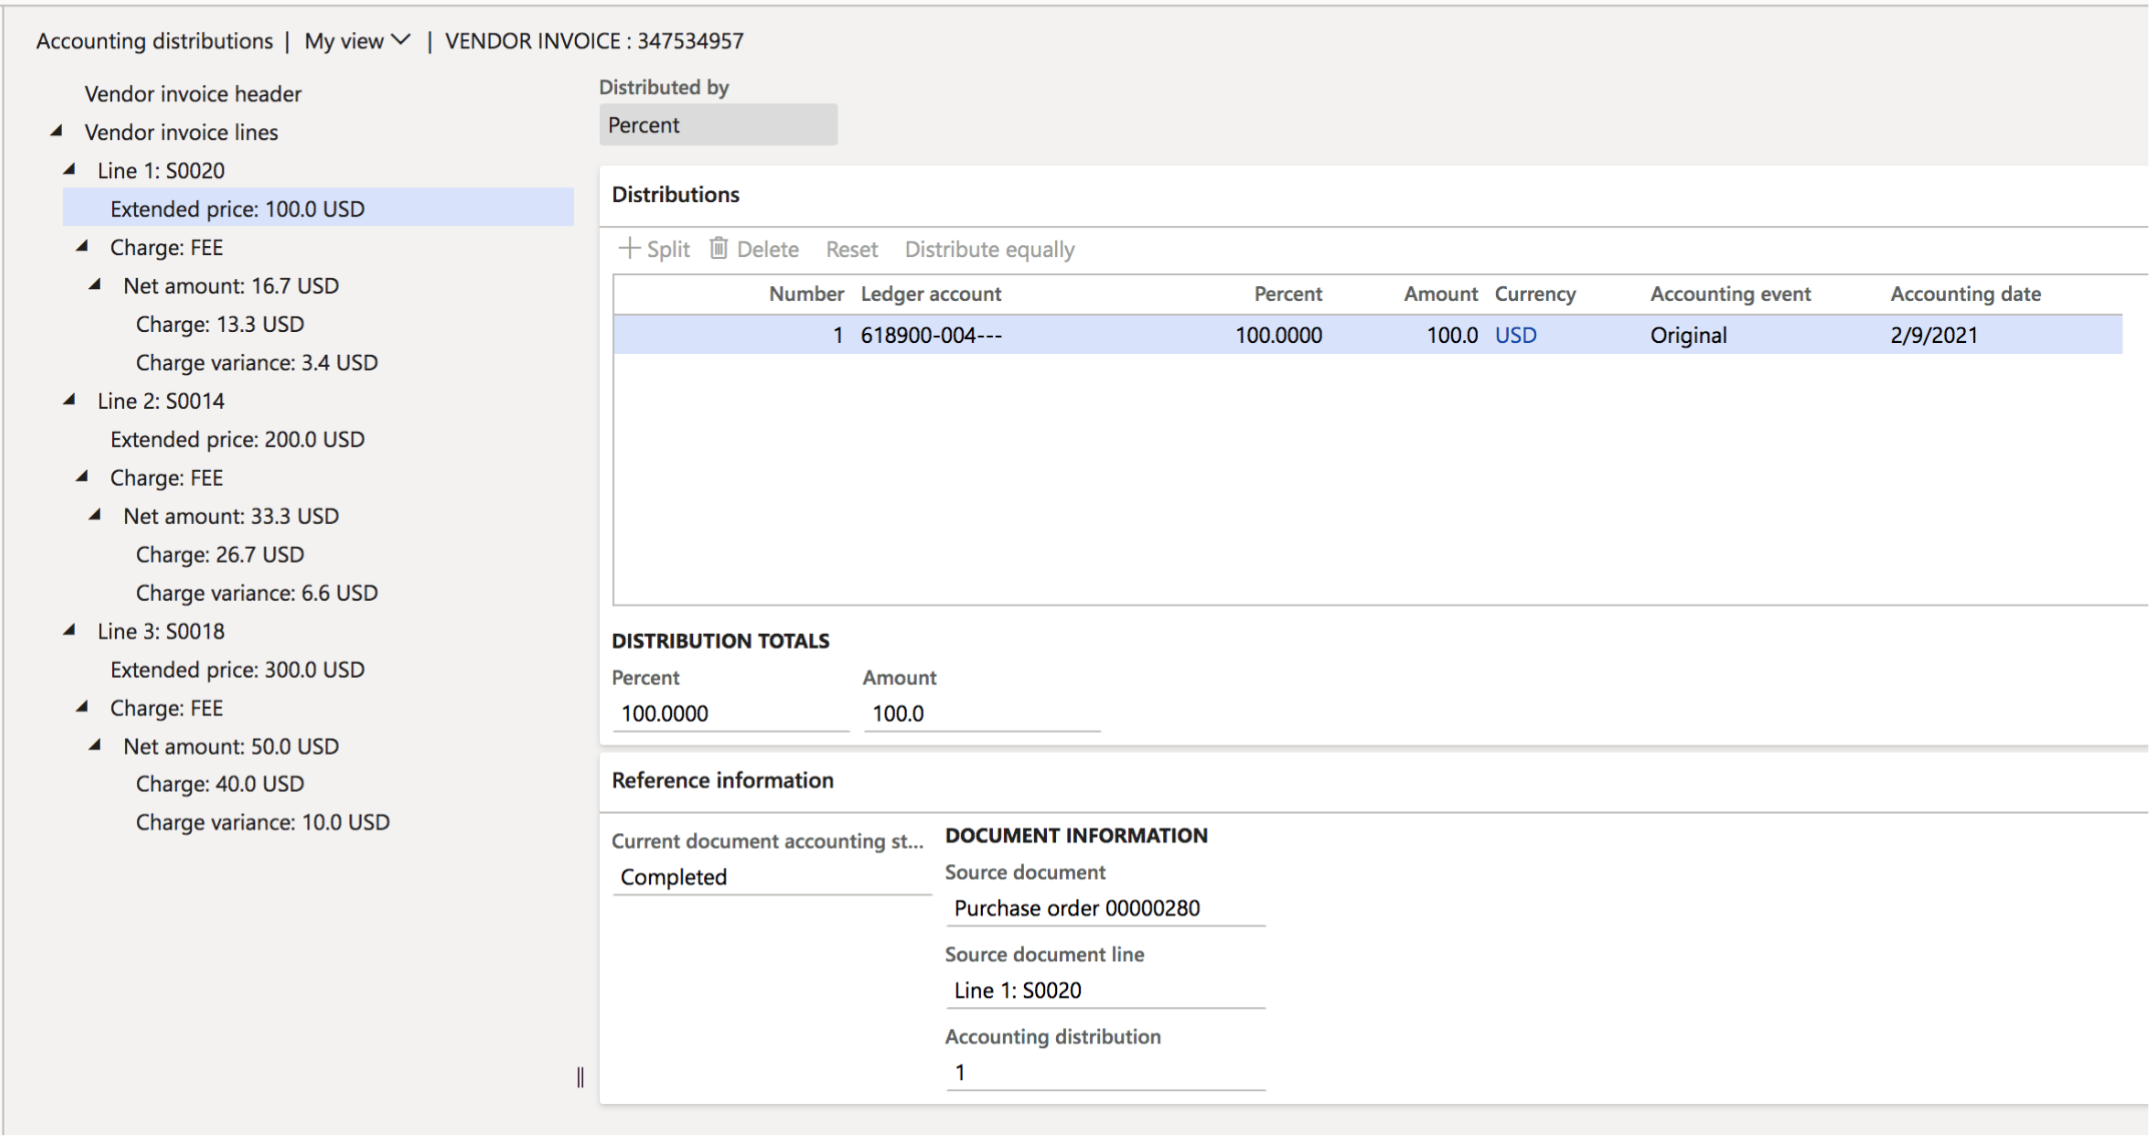 Accounting distributions | My view | VENDOR INVOICE : 347534957
Vendor invoice header
Vendor invoice lines
Line 1: S0020
Extended price: 100.0 USD
Charge: FEE
Net amount: 16.7 USD
Charge: 13.3 USD
Charge variance: 3.4 USD
Line 2: S0014
Extended price: 200.0 USD
Charge: FEE
Net amount: 33.3 USD
Charge: 26.7 USD
Charge variance: 6.6 USD
Line 3: S0018
Extended price: 300.0 USD
Charge: FEE
Net amount: 50.0 USD
Charge: 40.0 USD
Charge variance: 10.0 USD
Distributed by
Percent
Distributions
Split Delete Reset Distribute equally
Number Ledger account Percent Amount Currency Accounting event Accounting date
1 618900-004--- 100.0000 100.0 USD Original 2/9/2021
DISTRIBUTION TOTALS
Percent Amount
100.0000 100.0
Reference information
Current document accounting st...
Completed
DOCUMENT INFORMATION
Source document
Purchase order 00000280
Source document line
Line 1: S0020
Accounting distribution
1